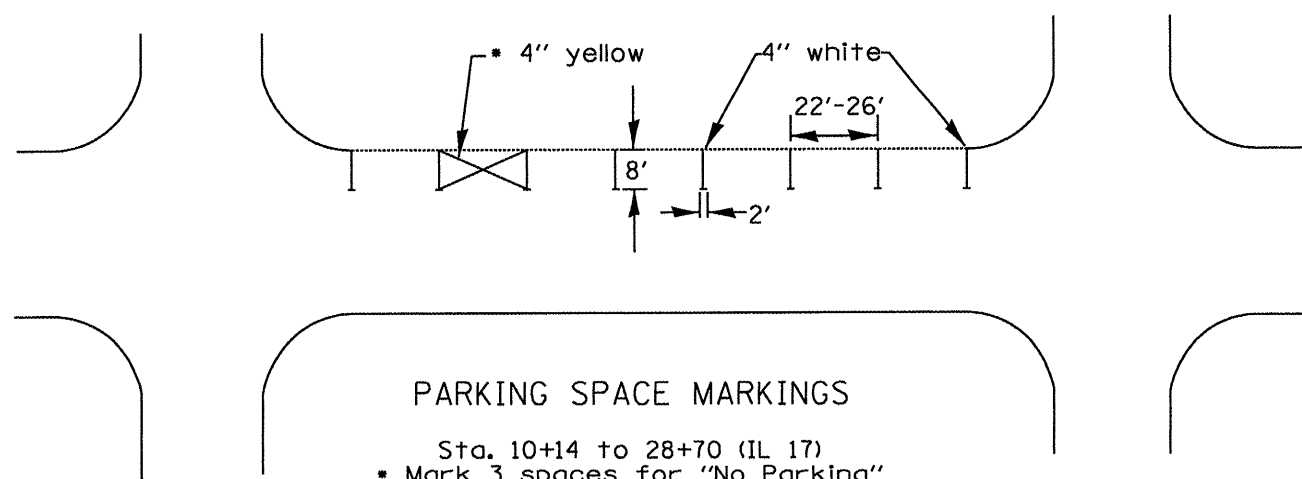 * 4" yellow
4" white
22'-26'
8'
2'
PARKING SPACE MARKINGS
Sta. 10+14 to 28+70 (IL 17)
* Mark 3 spaces for "No Parking"